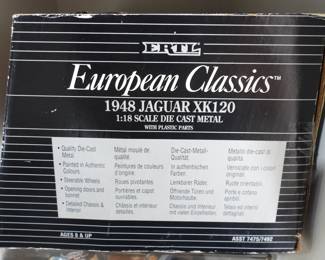 ERTL
European Classics™
1948 JAGUAR XK120
1:18 SCALE DIE CAST METAL
WITH PLASTIC PARTS
• Quality Die-Cast Metal
• Painted in Authentic Colours
• Steerable Wheels
• Opening doors and bonnet
• Detailed Chassis & Interior
Métal moulé de qualité.
Peintures de couleurs d'origine.
Roues pivotantes
Portières et capot ouvrables.
Châssis et intérieur détaillés.
Die-Cast-Metall-Qualität.
In authentischen Farben.
Lenkbarer Räder.
Offnende Türen und Motorhaube.
Chassis und Interieur mit vielen Einzelheiten.
Metallo die-cast di qualità.
Verniciate con i colori originali.
Ruote orientabili.
Porte e cofano apribili.
Telaio ed interni dettagliati.
AGES 8 & UP
ASST 7475/7492